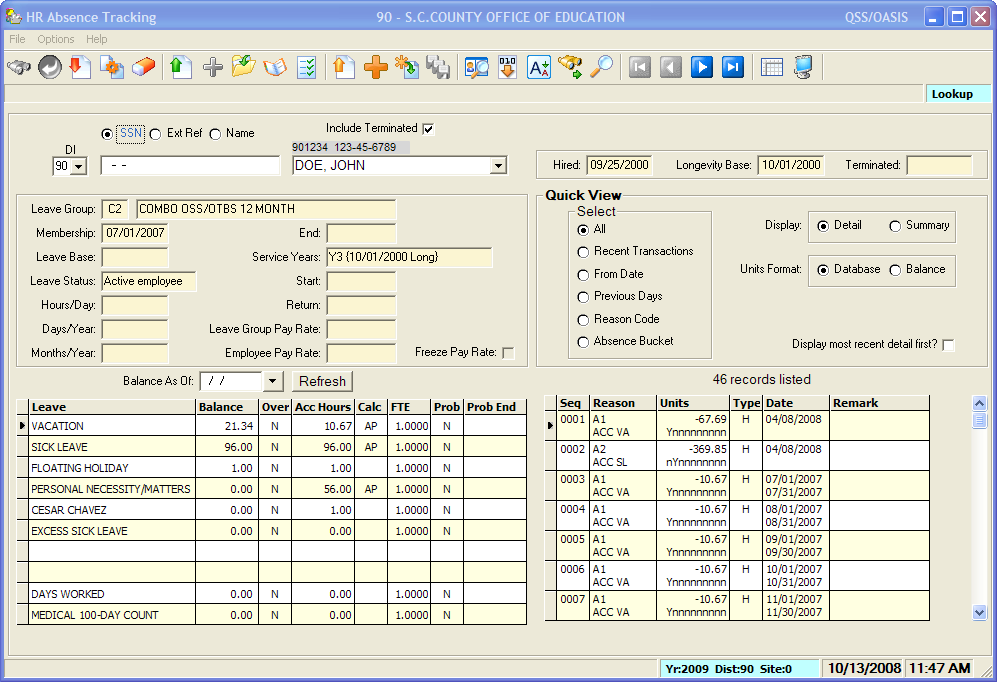 HR Absence Tracking 90 - S.C.COUNTY OFFICE OF EDUCATION QSS/OASIS
File Options Help
010
Lookup
SSN Ext Ref Name Include Terminated
DI 901234 123-45-6789
90 - - DOE, JOHN
Hired: 09/25/2000 Longevity Base: 10/01/2000 Terminated:
Leave Group: C2 COMBO OSS/OTBS 12 MONTH
Membership: 07/01/2007 End:
Leave Base: Service Years: Y3 {10/01/2000 Long}
Leave Status: Active employee Start:
Hours/Day: Return:
Days/Year: Leave Group Pay Rate:
Months/Year: Employee Pay Rate: Freeze Pay Rate:
Quick View
Select
All
Recent Transactions
From Date
Previous Days
Reason Code
Absence Bucket
Display: Detail Summary
Units Format: Database Balance
Display most recent detail first?
Balance As Of: / / Refresh
Leave Balance Over Acc Hours Calc FTE Prob Prob End
VACATION 21.34 N 10.67 AP 1.0000 N
SICK LEAVE 96.00 N 96.00 AP 1.0000 N
FLOATING HOLIDAY 1.00 N 1.00 1.0000 N
PERSONAL NECESSITY/MATTERS 0.00 N 56.00 AP 1.0000 N
CESAR CHAVEZ 0.00 N 1.00 1.0000 N
EXCESS SICK LEAVE 0.00 N 0.00 1.0000 N
DAYS WORKED 0.00 N 0.00 1.0000 N
MEDICAL 100-DAY COUNT 0.00 N 0.00 1.0000 N
46 records listed
Seq Reason Units Type Date Remark
0001 A1 -67.69 H 04/08/2008
ACC VA Ynnnnnnnnn
0002 A2 -369.85 H 04/08/2008
ACC SL nYnnnnnnnn
0003 A1 -10.67 H 07/01/2007
ACC VA Ynnnnnnnnn 07/31/2007
0004 A1 -10.67 H 08/01/2007
ACC VA Ynnnnnnnnn 08/31/2007
0005 A1 -10.67 H 09/01/2007
ACC VA Ynnnnnnnnn 09/30/2007
0006 A1 -10.67 H 10/01/2007
ACC VA Ynnnnnnnnn 10/31/2007
0007 A1 -10.67 H 11/01/2007
ACC VA Ynnnnnnnnn 11/30/2007
Yr:2009 Dist:90 Site:0 10/13/2008 11:47 AM